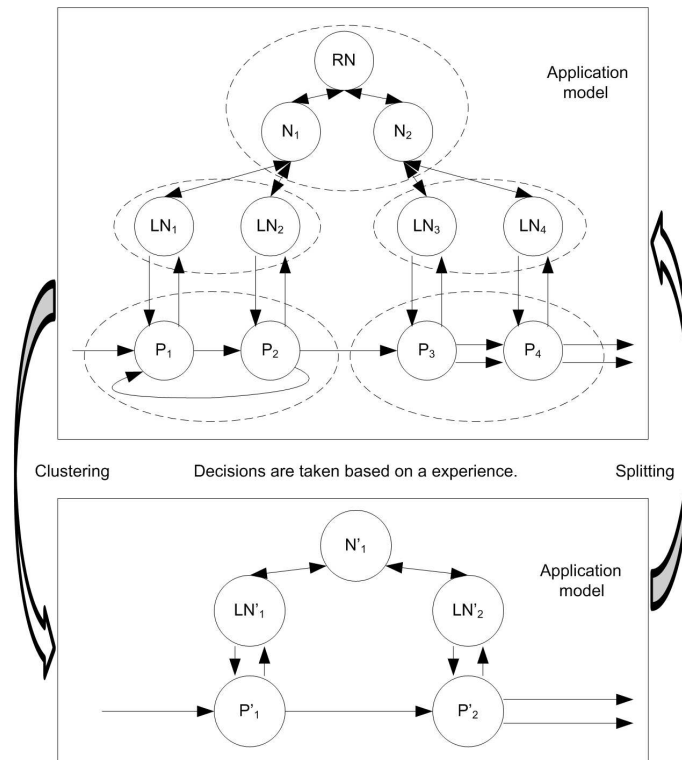 RN
Application
model
N₁ N₂
LN₁ LN₂ LN₃ LN₄
P₁ P₂ P₃ P₄
Clustering Decisions are taken based on a experience. Splitting
N'₁
Application
model
LN'₁ LN'₂
P'₁ P'₂